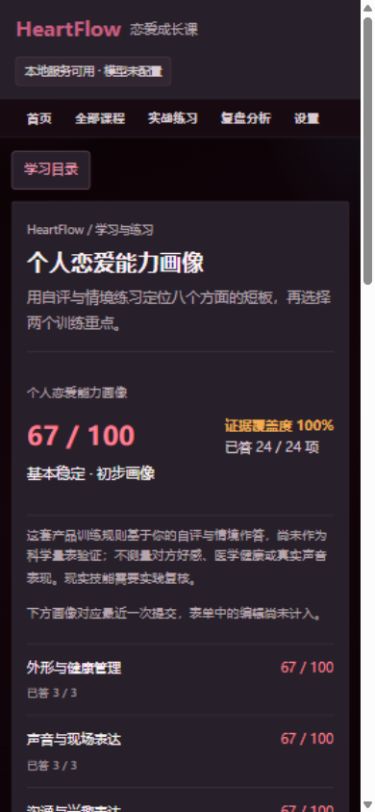 HeartFlow 恋爱成长课
本地服务可用 · 模型未配置
首页 全部课程 实战练习 复盘分析 设置
学习目录
HeartFlow / 学习与练习
个人恋爱能力画像
用自评与情境练习定位八个方面的短板，再选择
两个训练重点。
个人恋爱能力画像
67 / 100
证据覆盖度 100%
已答 24 / 24 项
基本稳定 · 初步画像
这套产品训练规则基于你的自评与情境作答，尚未作为
科学量表验证；不测量对方好感、医学健康或真实声音
表现。现实技能需要实践复核。
下方画像对应最近一次提交，表单中的编辑尚未计入。
外形与健康管理 67 / 100
已答 3 / 3
声音与现场表达 67 / 100
已答 3 / 3
沟通与兴趣表达 67 / 100